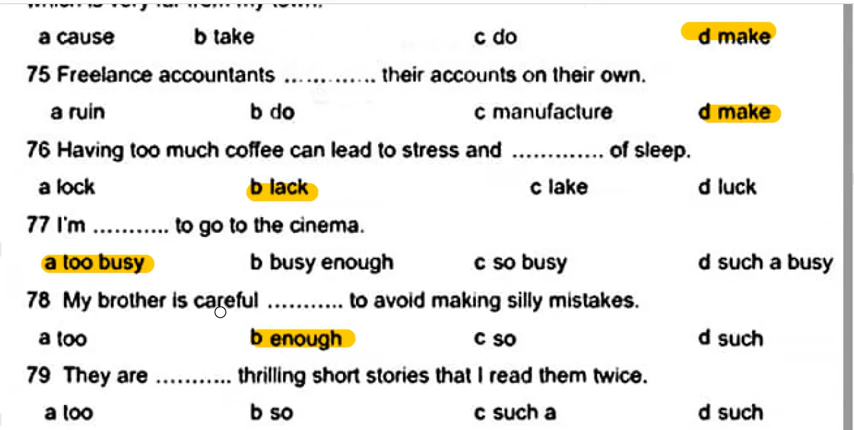 a cause b take c do d make
75 Freelance accountants ............ their accounts on their own.
a ruin b do c manufacture d make
76 Having too much coffee can lead to stress and ............. of sleep.
a lock b lack c lake d luck
77 I'm ........... to go to the cinema.
a too busy b busy enough c so busy d such a busy
78 My brother is careful ........... to avoid making silly mistakes.
a too b enough c so d such
79 They are ........... thrilling short stories that I read them twice.
a too b so c such a d such